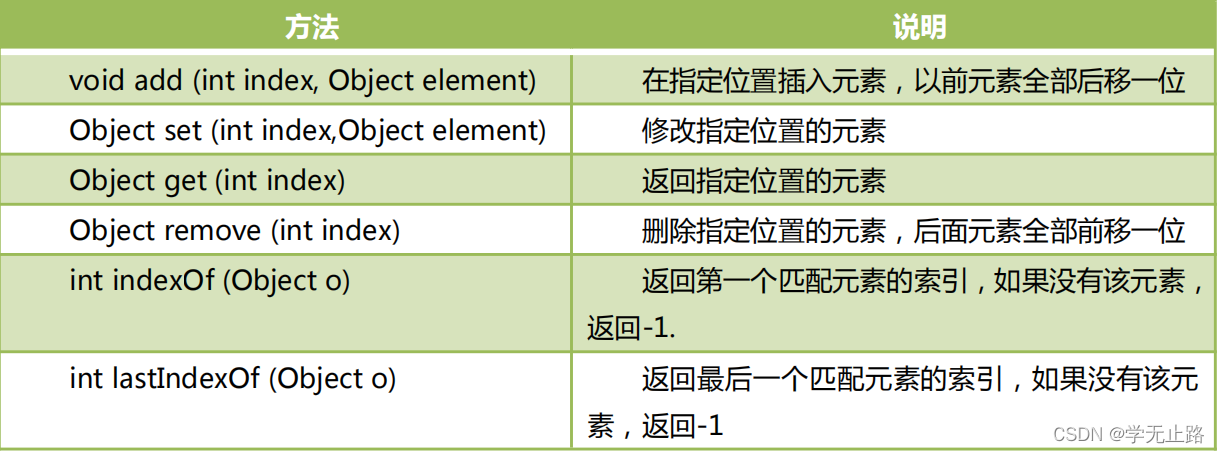 方法 说明
void add (int index, Object element) 在指定位置插入元素，以前元素全部后移一位
Object set (int index,Object element) 修改指定位置的元素
Object get (int index) 返回指定位置的元素
Object remove (int index) 删除指定位置的元素，后面元素全部前移一位
int indexOf (Object o) 返回第一个匹配元素的索引，如果没有该元素，
返回-1.
int lastIndexOf (Object o) 返回最后一个匹配元素的索引，如果没有该元
素，返回-1
CSDN @学无止路